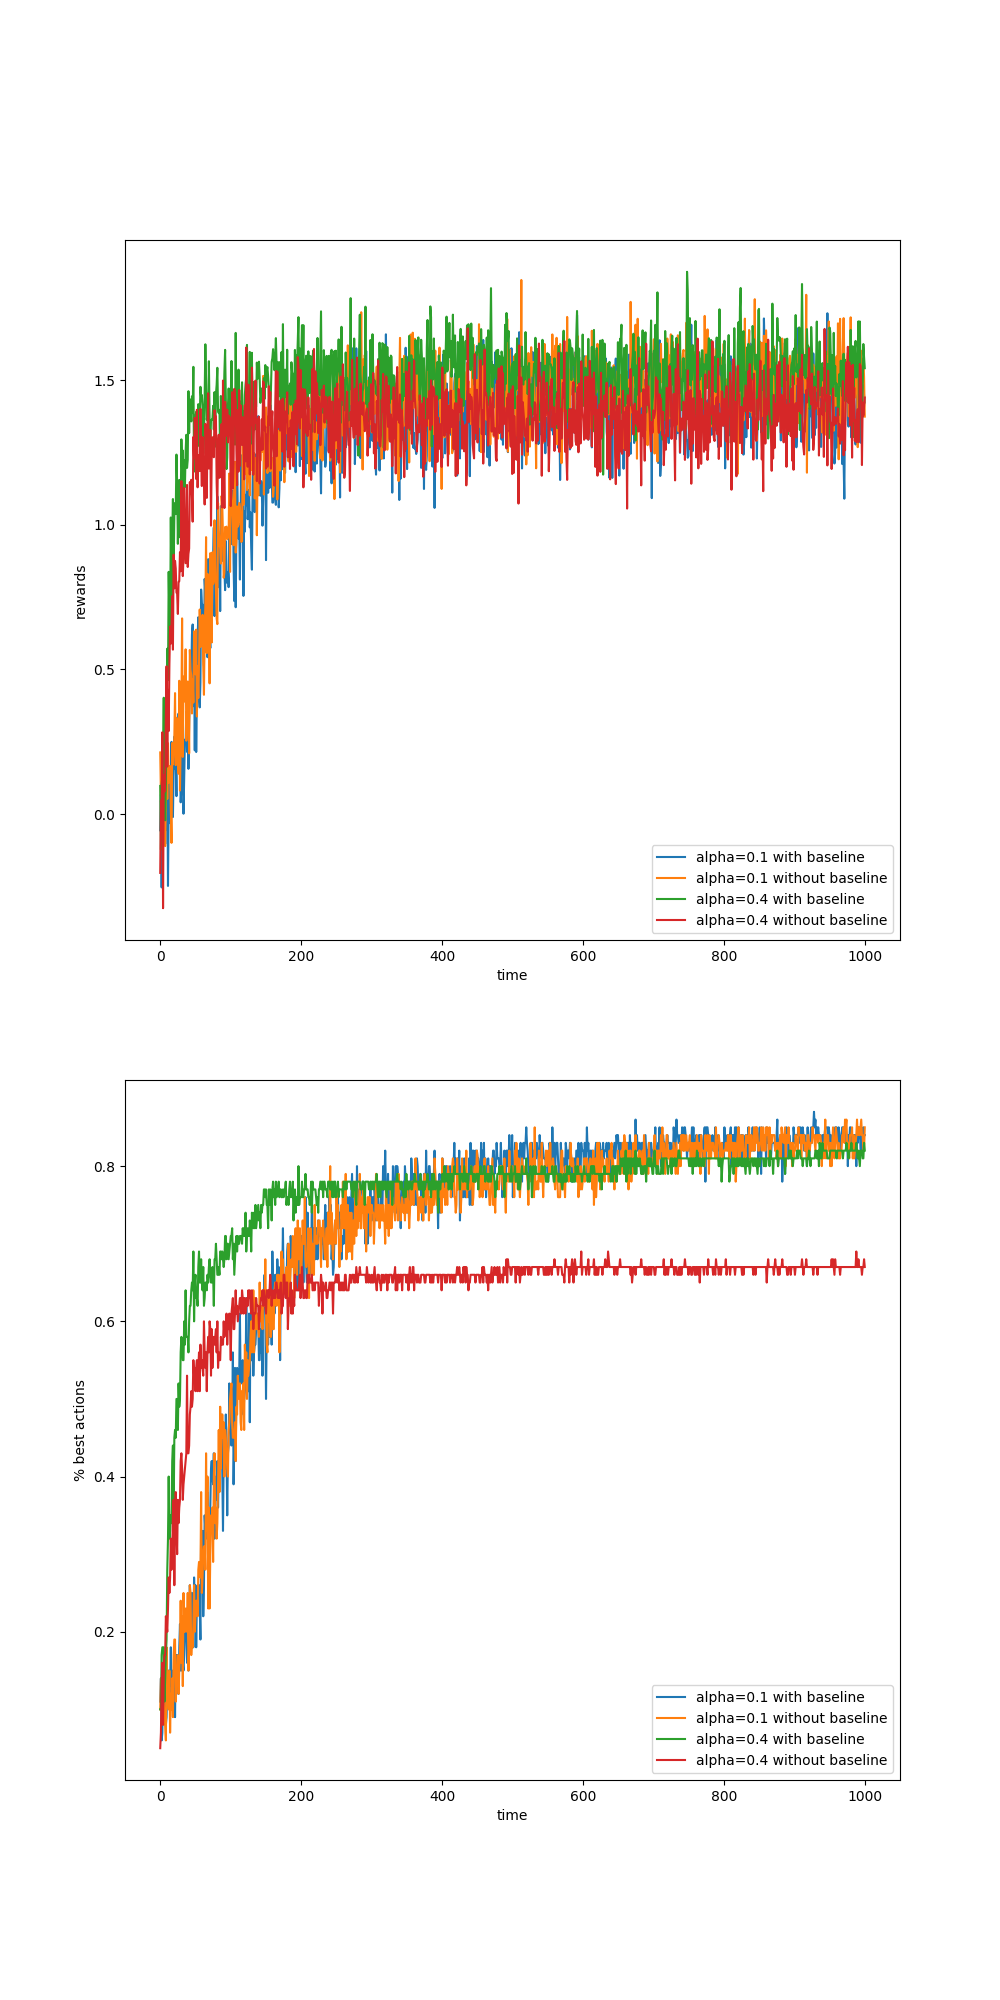 rewards
1.5
1.0
0.5
0.0
0 200 400 600 800 1000
time
alpha=0.1 with baseline
alpha=0.1 without baseline
alpha=0.4 with baseline
alpha=0.4 without baseline
% best actions
0.8
0.6
0.4
0.2
0 200 400 600 800 1000
time
alpha=0.1 with baseline
alpha=0.1 without baseline
alpha=0.4 with baseline
alpha=0.4 without baseline